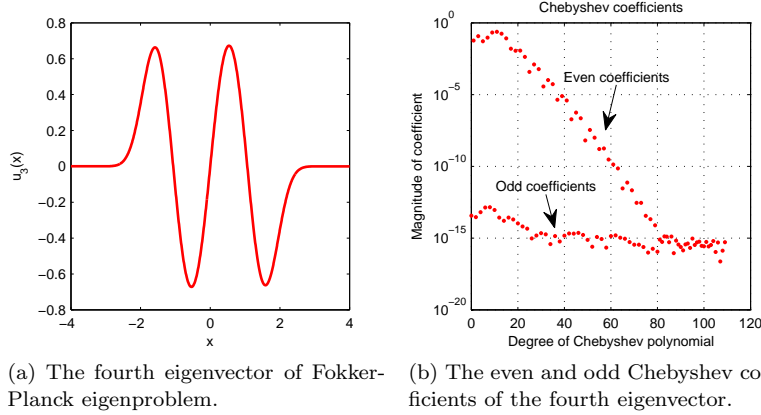 0.8
0.6
0.4
0.2
0
−0.2
−0.4
−0.6
−0.8
−4 −2 0 2 4
x
u3(x)
Chebyshev coefficients
10^0
10^−5
10^−10
10^−15
10^−20
Even coefficients
Odd coefficients
0 20 40 60 80 100 120
Degree of Chebyshev polynomial
Magnitude of coefficient
(a) The fourth eigenvector of Fokker-
Planck eigenproblem.
(b) The even and odd Chebyshev co
ficients of the fourth eigenvector.